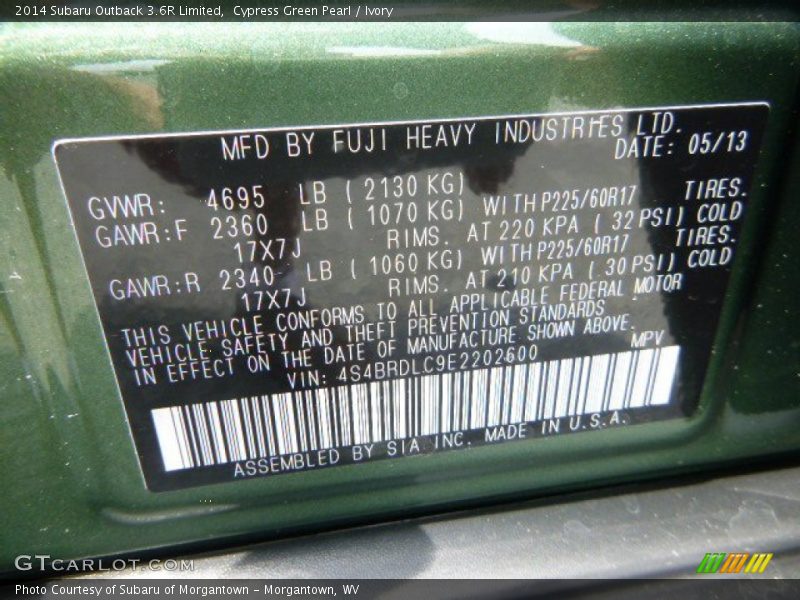 2014 Subaru Outback 3.6R Limited, Cypress Green Pearl / Ivory
MFD BY FUJI HEAVY INDUSTRIES LTD.
DATE: 05/13
GVWR: 4695 LB ( 2130 KG)
GAWR:F 2360 LB ( 1070 KG) WITH P225/60R17 TIRES.
17X7J RIMS. AT 220 KPA ( 32 PSI) COLD
GAWR:R 2340 LB ( 1060 KG) WITH P225/60R17 TIRES.
17X7J RIMS. AT 210 KPA ( 30 PSI) COLD
THIS VEHICLE CONFORMS TO ALL APPLICABLE FEDERAL MOTOR
VEHICLE SAFETY AND THEFT PREVENTION STANDARDS
IN EFFECT ON THE DATE OF MANUFACTURE SHOWN ABOVE.
VIN: 4S4BRDLC9E2202600 MPV
ASSEMBLED BY SIA INC. MADE IN U.S.A.
GTCARLOT.COM
Photo Courtesy of Subaru of Morgantown - Morgantown, WV